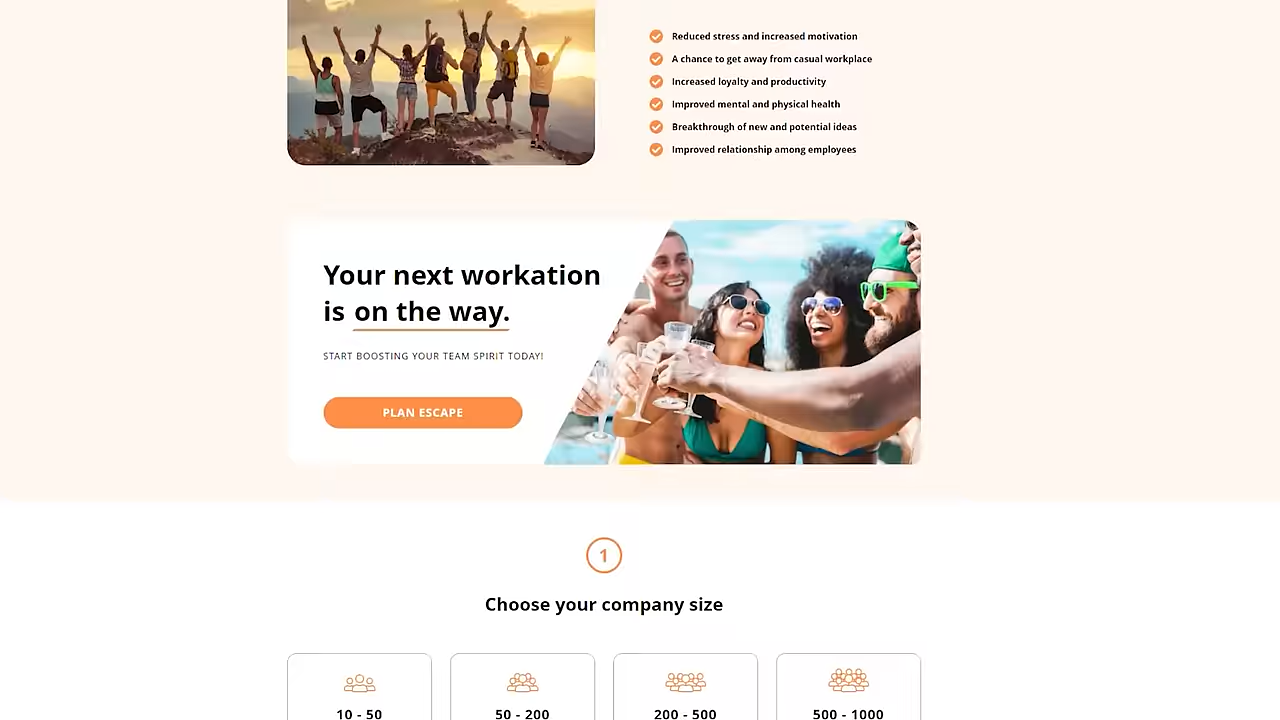 Reduced stress and increased motivation
A chance to get away from casual workplace
Increased loyalty and productivity
Improved mental and physical health
Breakthrough of new and potential ideas
Improved relationship among employees
Your next workation
is on the way.
START BOOSTING YOUR TEAM SPIRIT TODAY!
PLAN ESCAPE
1
Choose your company size
10 - 50
50 - 200
200 - 500
500 - 1000